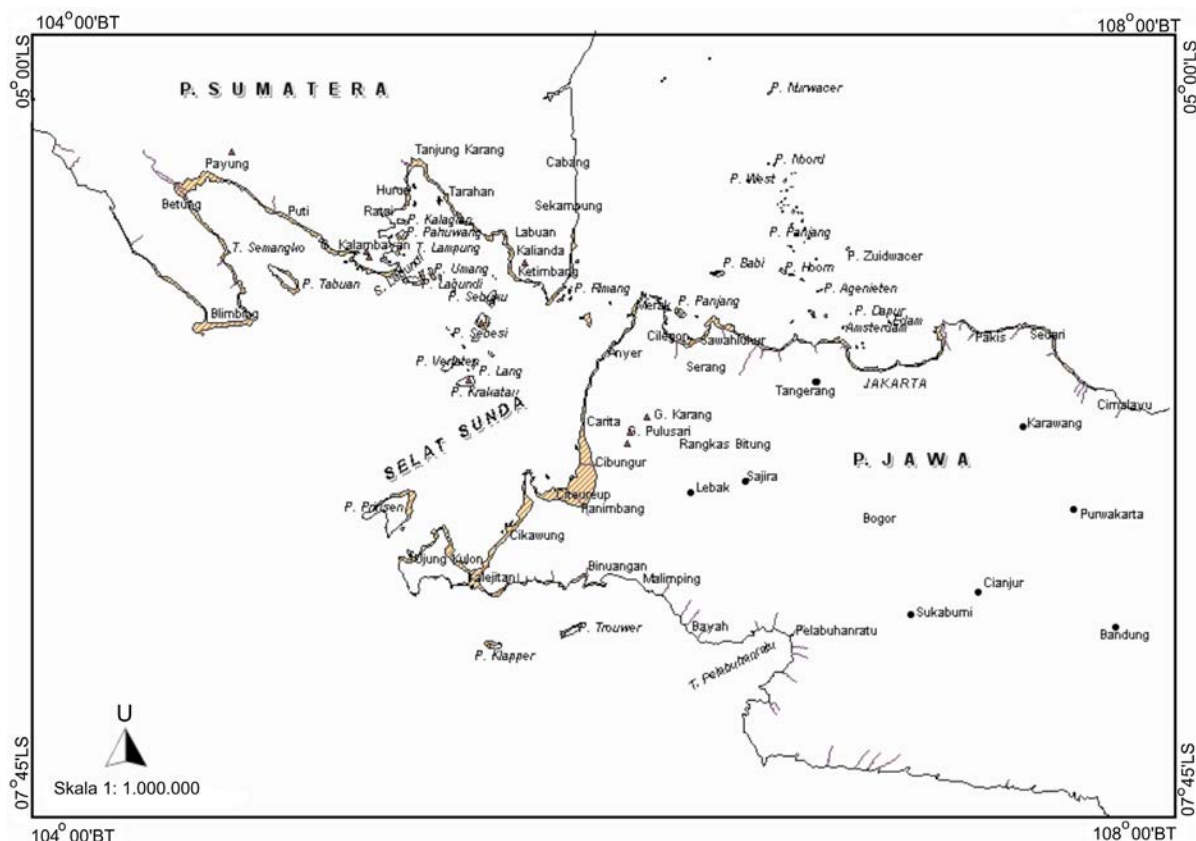 104°00'BT
108°00'BT
05°00'LS
05°00'LS
P. SUMATERA
P. Nurwacer
Payung
Betung
Puti
T. Semangko
P. Tabuan
Blimbing
Tanjung Karang
Hurun
Ratai
Tarahan
P. Kalagian
P. Pahuwang
T. Lampung
S. Lagundi
P. Umang
P. Lagundi
P. Sebuku
P. Sebesi
P. Verlaten
P. Lang
P. Krakatau
Cabang
Sekampung
Labuan
Kalianda
Ketimbang
P. Rimang
P. Noord
P. West
P. Panjang
P. Babi
P. Hoorn
P. Zuidwacer
P. Agenieten
P. Dapur
Edam
Amsterdam
Merak
P. Panjang
Cilegon
Sawahluhur
Anyer
Serang
Tangerang
JAKARTA
Pakis
Sedari
Cimalayu
SELAT SUNDA
Carita
G. Karang
G. Pulusari
Rangkas Bitung
Karawang
P. JAWA
Cibungur
Citeureup
Panimbang
Lebak
Sajira
Bogor
Purwakarta
P. Prinsen
Cikawung
Ujung Kulon
Kalejitan
Binuangan
Malimping
Cianjur
Sukabumi
Bandung
Bayah
Pelabuhanratu
T. Pelabuhanratu
P. Trouwer
P. Klapper
U
Skala 1: 1.000.000
07°45'LS
07°45'LS
104°00'BT
108°00'BT